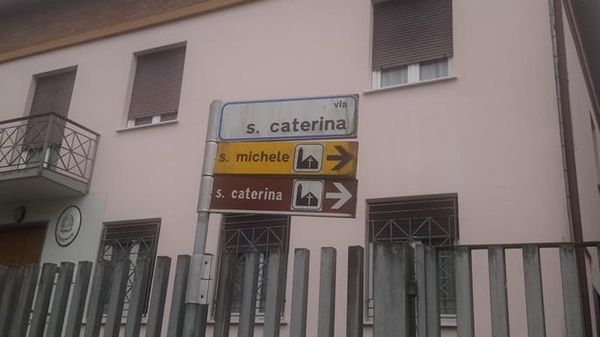 via
s. caterina
s. michele
s. caterina